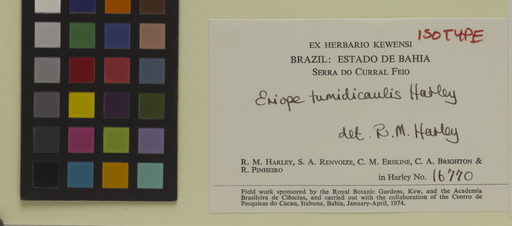 ISOTYPE
EX HERBARIO KEWENSI
BRAZIL: ESTADO DE BAHIA
SERRA DO CURRAL FEIO
Eriope tumidicaulis Harley
det. R.M. Harley
R. M. HARLEY, S. A. RENVOIZE, C. M. ERSKINE, C. A. BRIGHTON &
R. PINHEIRO
in HARLEY NO. 16770
Field work sponsored by the Royal Botanic Gardens, Kew, and the Academia
Brasileira de Ciências, and carried out with the collaboration of the Centro de
Pesquisas do Cacau, Itabuna, Bahia, January-April, 1974.